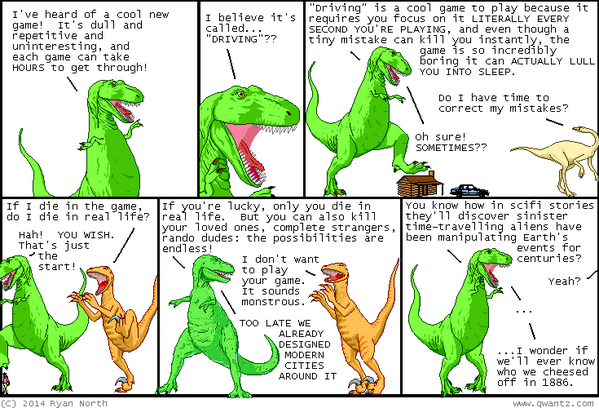 I've heard of a cool new
game! It's dull and
repetitive and
uninteresting, and
each game can take
HOURS to get through!
I believe it's
called...
"DRIVING"??
"Driving" is a cool game to play because it
requires you focus on it LITERALLY EVERY
SECOND YOU'RE PLAYING, and even though a
tiny mistake can kill you instantly, the
game is so incredibly
boring it can ACTUALLY LULL
YOU INTO SLEEP.
Do I have time to
correct my mistakes?
Oh sure!
SOMETIMES??
If I die in the game,
do I die in real life?
Hah! YOU WISH.
That's just
the
start!
If you're lucky, only you die in
real life. But you can also kill
your loved ones, complete strangers,
rando dudes: the possibilities are
endless!
I don't want
to play
your game.
It sounds
monstrous.
TOO LATE WE
ALREADY
DESIGNED
MODERN
CITIES
AROUND IT
You know how in scifi stories
they'll discover sinister
time-travelling aliens have
been manipulating Earth's
events for
centuries?
Yeah?
...
...I wonder if
we'll ever know
who we cheesed
off in 1886.
(C) 2014 Ryan North
www.qwantz.com